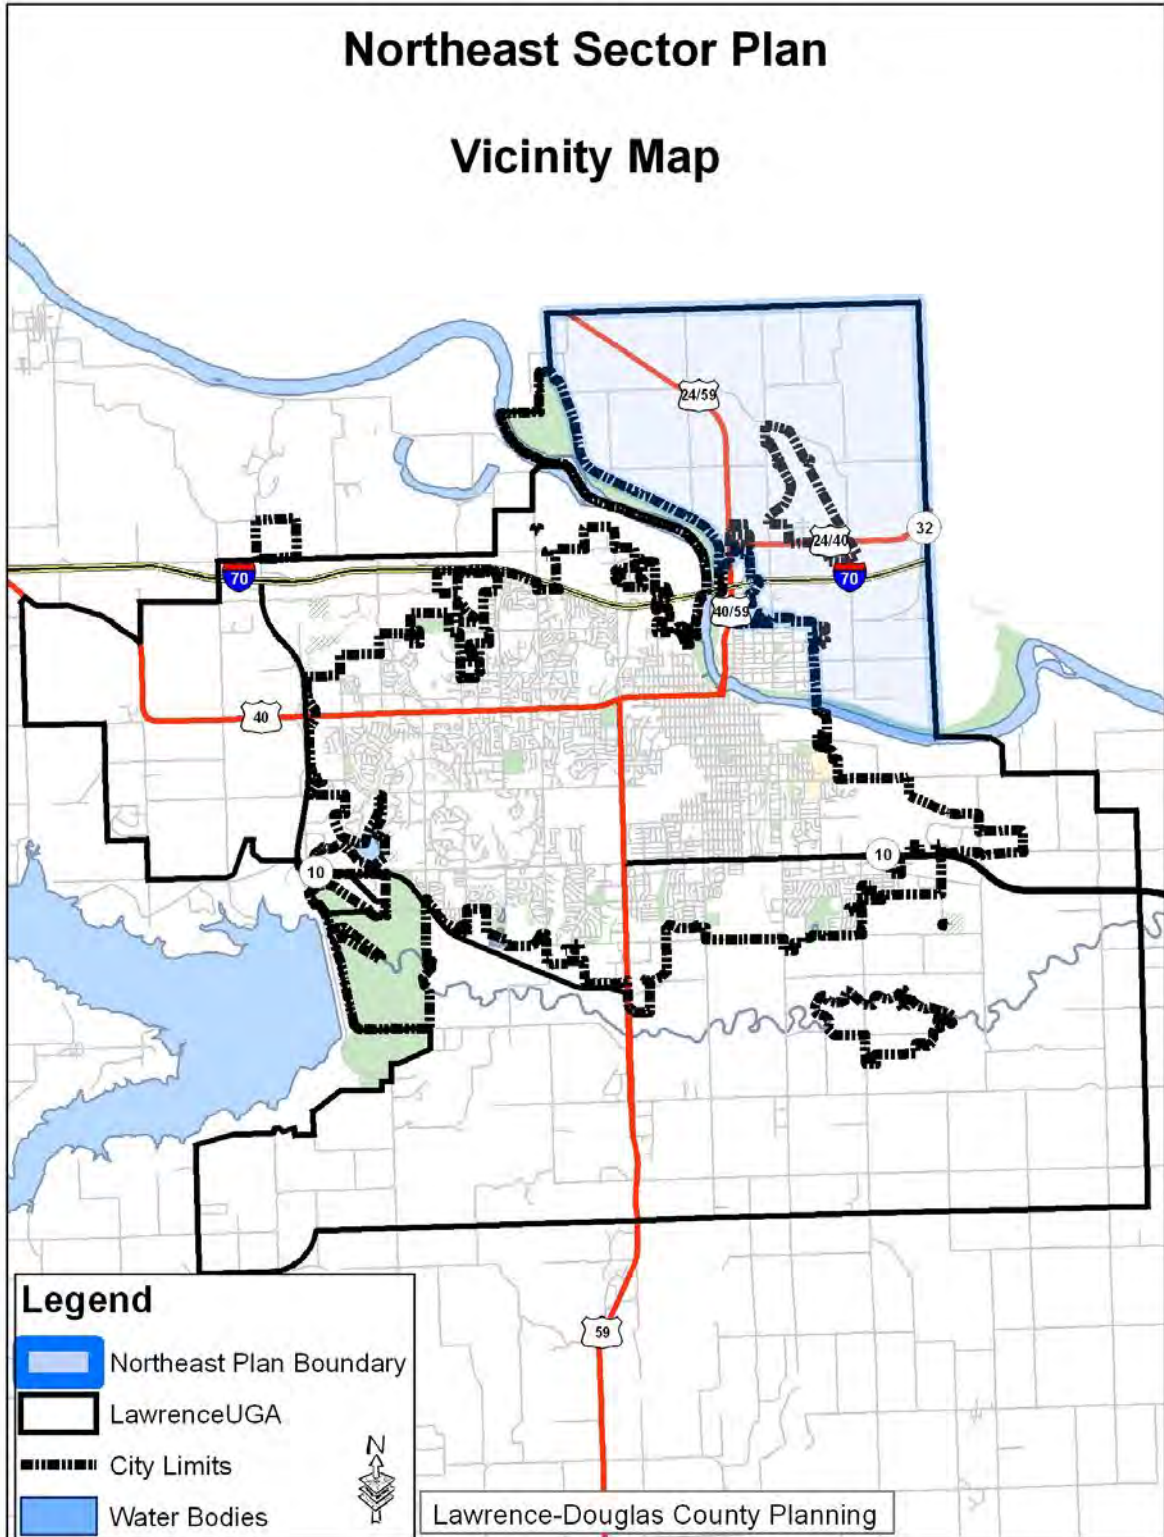 Northeast Sector Plan
Vicinity Map
24/59
24/40
32
70
70
40/59
40
10
10
59
Legend
Northeast Plan Boundary
LawrenceUGA
City Limits
Water Bodies
N
Lawrence-Douglas County Planning